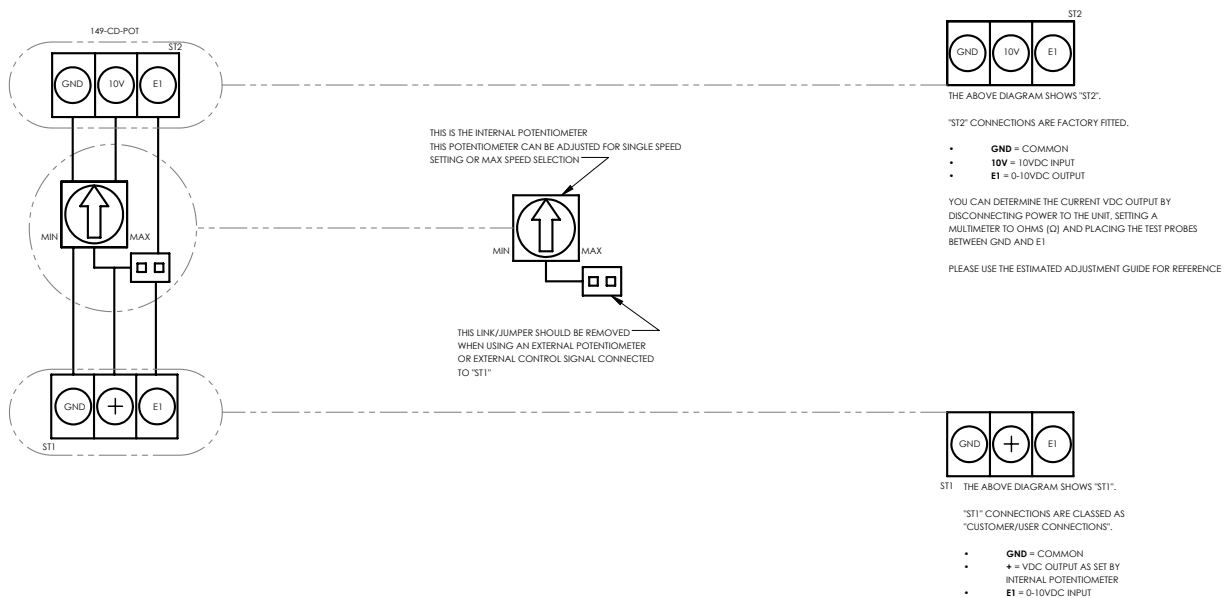 149-CD-POT
ST2
GND
10V
E1
MIN
MAX
GND
+
E1
ST1
THIS IS THE INTERNAL POTENTIOMETER
THIS POTENTIOMETER CAN BE ADJUSTED FOR SINGLE SPEED
SETTING OR MAX SPEED SELECTION
MIN
MAX
THIS LINK/JUMPER SHOULD BE REMOVED
WHEN USING AN EXTERNAL POTENTIOMETER
OR EXTERNAL CONTROL SIGNAL CONNECTED
TO "ST1"
ST2
GND
10V
E1
THE ABOVE DIAGRAM SHOWS "ST2".
"ST2" CONNECTIONS ARE FACTORY FITTED.
• GND = COMMON
• 10V = 10VDC INPUT
• E1 = 0-10VDC OUTPUT
YOU CAN DETERMINE THE CURRENT VDC OUTPUT BY
DISCONNECTING POWER TO THE UNIT, SETTING A
MULTIMETER TO OHMS (Ω) AND PLACING THE TEST PROBES
BETWEEN GND AND E1
PLEASE USE THE ESTIMATED ADJUSTMENT GUIDE FOR REFERENCE
GND
+
E1
ST1
THE ABOVE DIAGRAM SHOWS "ST1".
"ST1" CONNECTIONS ARE CLASSED AS
"CUSTOMER/USER CONNECTIONS".
• GND = COMMON
• + = VDC OUTPUT AS SET BY
INTERNAL POTENTIOMETER
• E1 = 0-10VDC INPUT